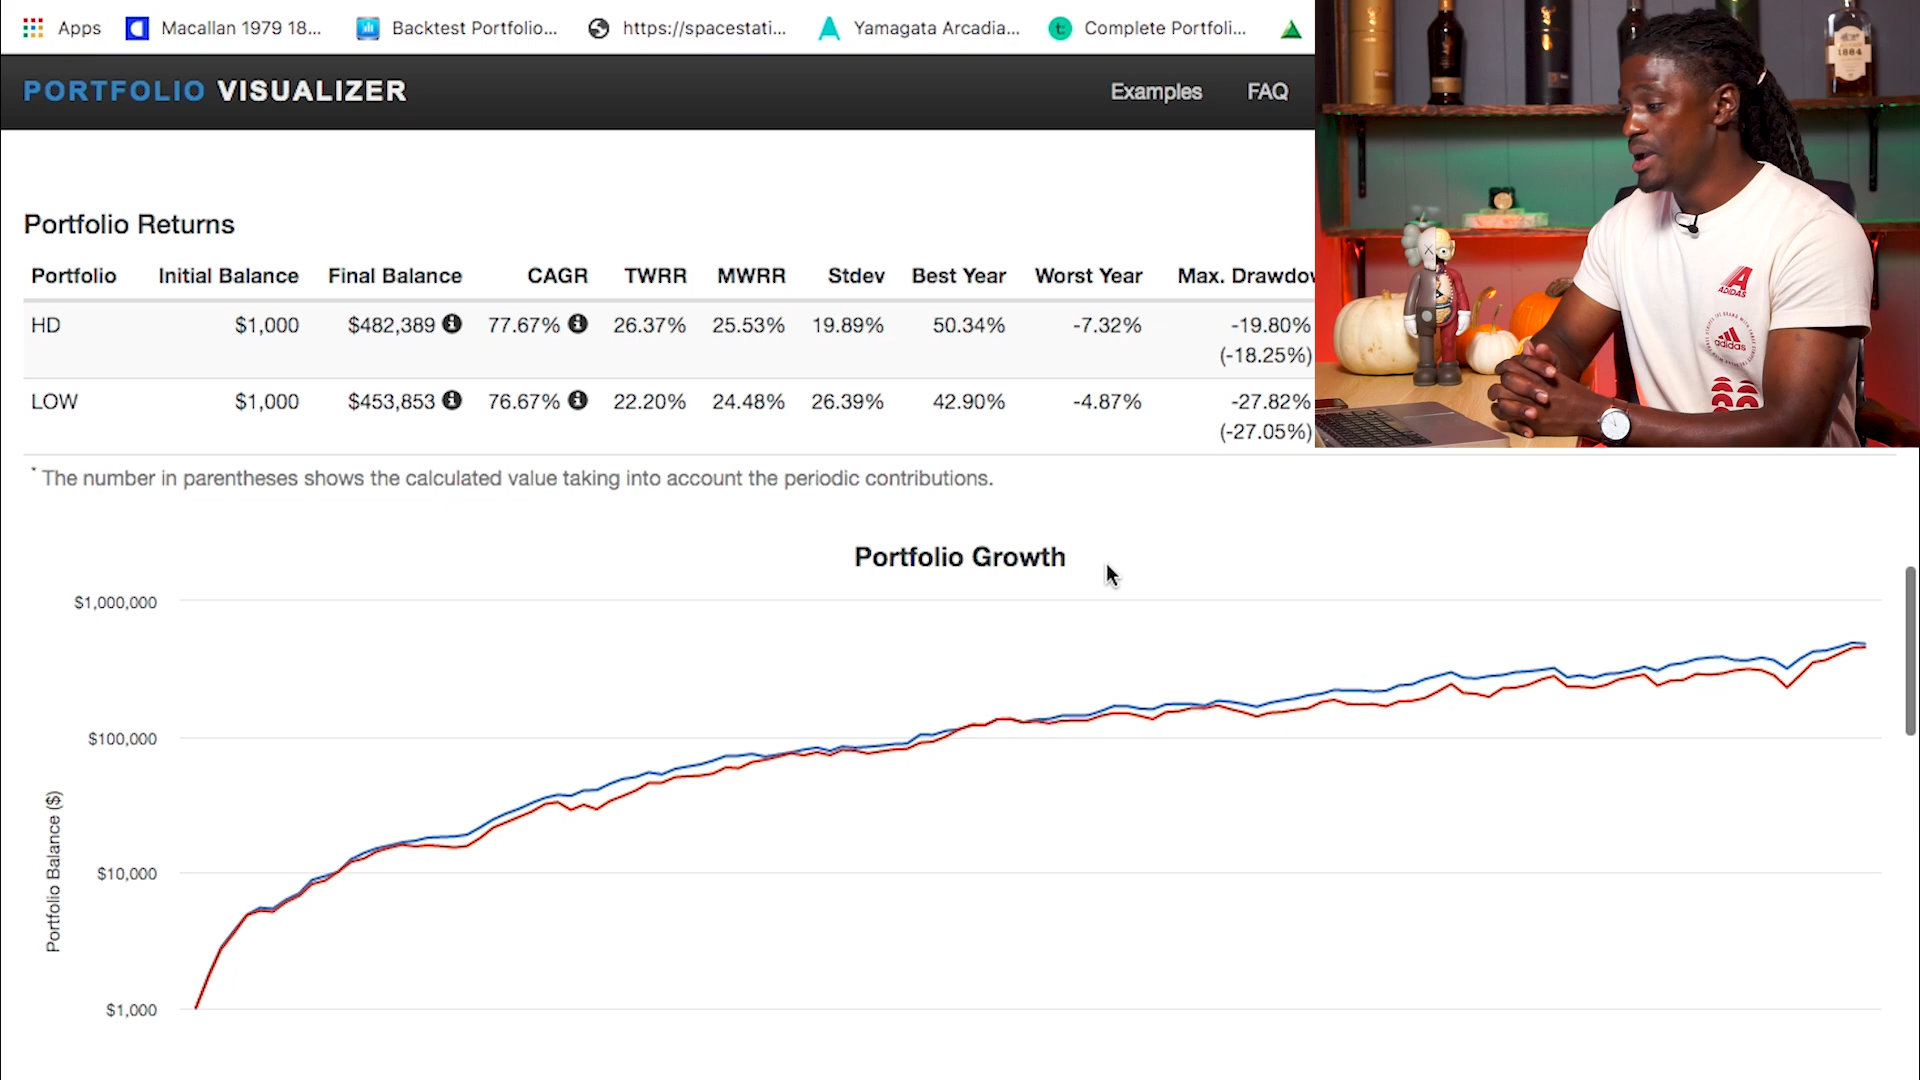 Apps Macallan 1979 18... Backtest Portfolio... https://spacestati... Yamagata Arcadia... Complete Portfoli...
PORTFOLIO VISUALIZER Examples FAQ
Portfolio Returns
Portfolio Initial Balance Final Balance CAGR TWRR MWRR Stdev Best Year Worst Year Max. Drawdow
HD $1,000 $482,389 77.67% 26.37% 25.53% 19.89% 50.34% -7.32% -19.80%
(-18.25%)
LOW $1,000 $453,853 76.67% 22.20% 24.48% 26.39% 42.90% -4.87% -27.82%
(-27.05%)
* The number in parentheses shows the calculated value taking into account the periodic contributions.
Portfolio Growth
$1,000,000
$100,000
$10,000
$1,000
Portfolio Balance ($)
1884
ADIDAS
adidas